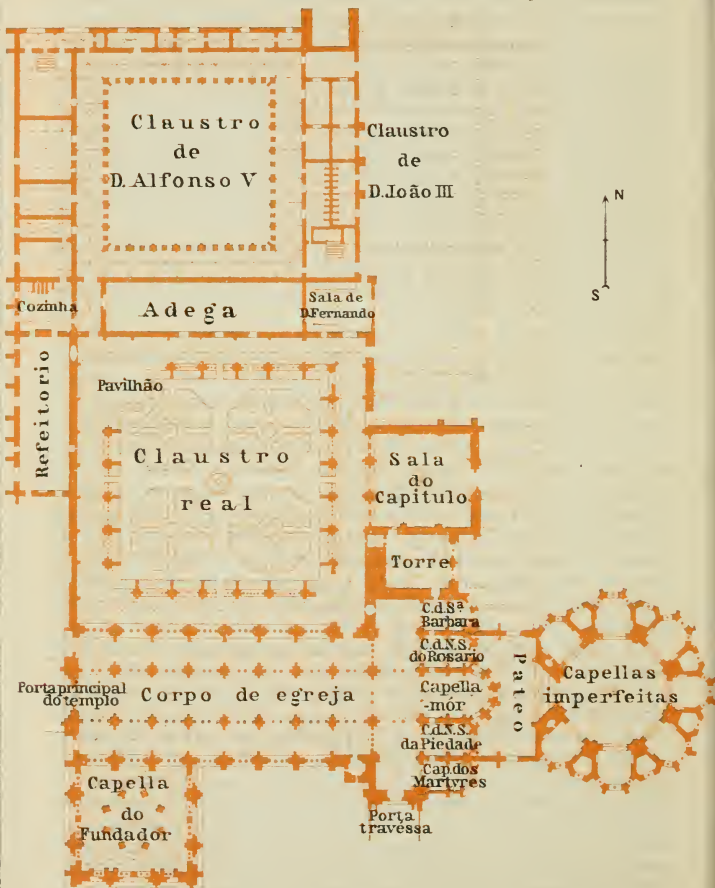 Claustro
de
D. Alfonso V
Claustro
de
D. João III
N
S
Cozinha
Adega
Sala de
D. Fernando
Refeitorio
Pavilhão
Claustro
real
Sala
do
Capitulo
Torre
C.d.Sª
Barbara
C.d.N.S.
do Rosario
Capella
-mór
C.d.N.S.
da Piedade
Cap. dos
Martyres
Pateo
Capellas
imperfeitas
Porta principal
do templo
Corpo de egreja
Capella
do
Fundador
Porta
travéssa